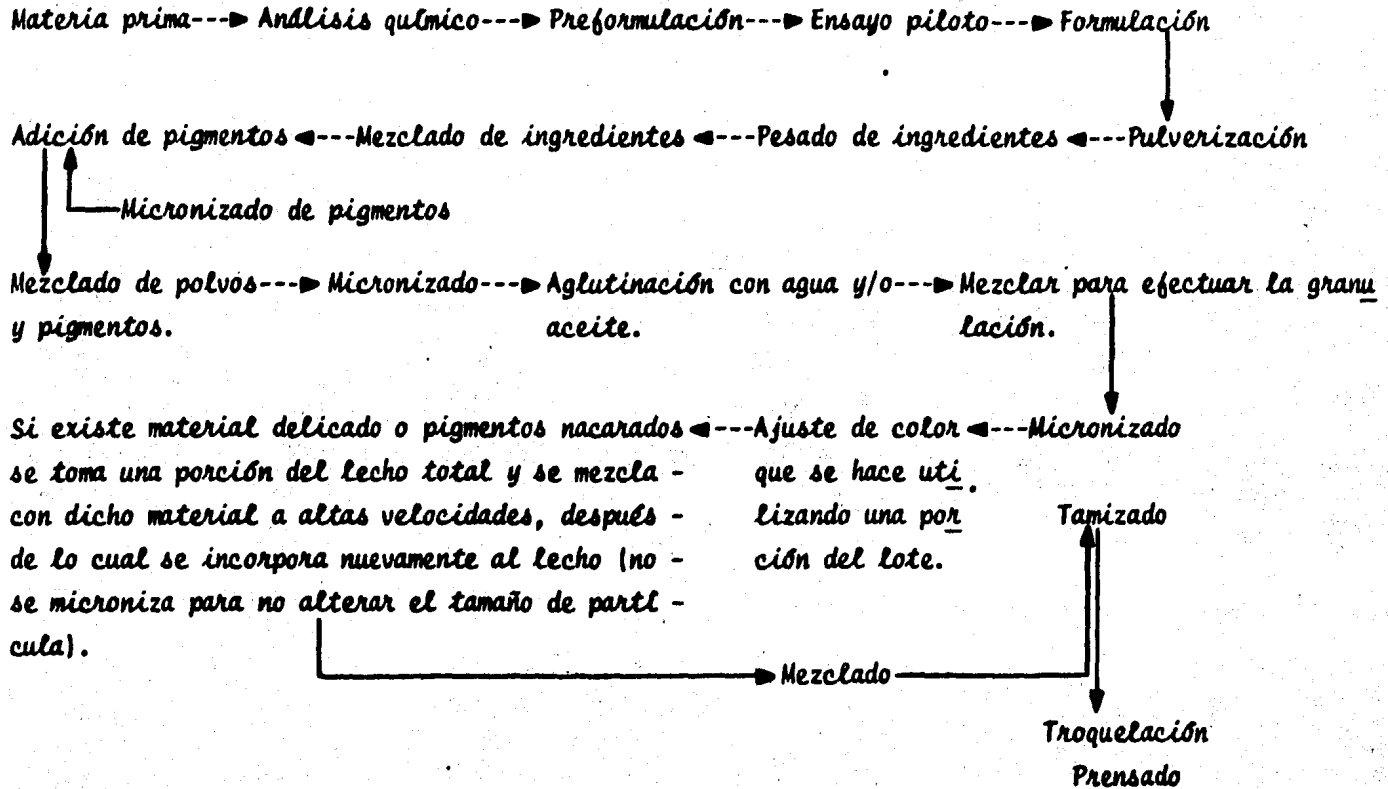 Materia prima---► Análisis químico---► Preformulación---► Ensayo piloto---► Formulación
Adición de pigmentos ◄---Mezclado de ingredientes ◄---Pesado de ingredientes ◄---Pulverización
Micronizado de pigmentos
Mezclado de polvos---► Micronizado---► Aglutinación con agua y/o---► Mezclar para efectuar la granu
y pigmentos. aceite. lación.
Si existe material delicado o pigmentos nacarados ◄---Ajuste de color ◄---Micronizado
se toma una porción del lecho total y se mezcla - que se hace uti
con dicho material a altas velocidades, después - lizando una por Tamizado
de lo cual se incorpora nuevamente al lecho (no - ción del lote.
se microniza para no alterar el tamaño de partí -
cula).
Mezclado
Troquelación
Prensado